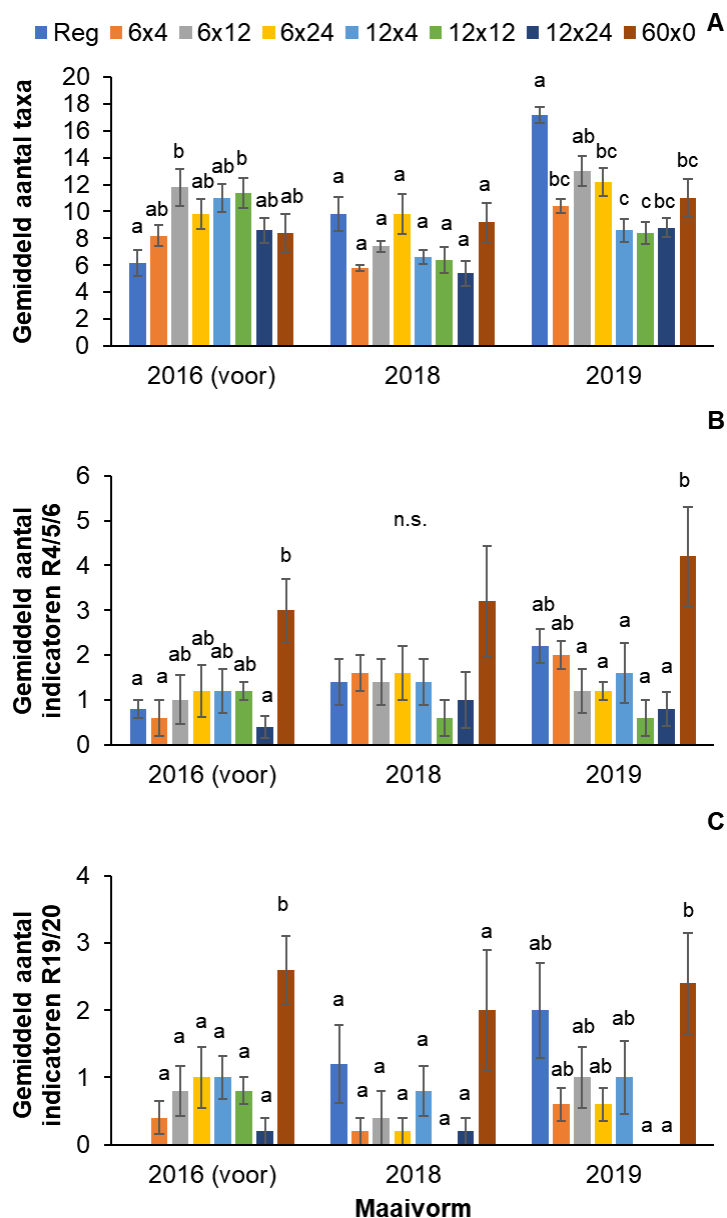 A
Reg 6x4 6x12 6x24 12x4 12x12 12x24 60x0
Gemiddeld aantal taxa
20
18
16
14
12
10
8
6
4
2
0
a ab b ab ab b ab ab
a a a a a a a a
a bc ab bc c c bc bc
2016 (voor) 2018 2019
B
Gemiddeld aantal
indicatoren R4/5/6
6
5
4
3
2
1
0
a a ab ab ab ab a b
n.s.
ab ab a a a a a b
2016 (voor) 2018 2019
C
Gemiddeld aantal
indicatoren R19/20
4
3
2
1
0
a a a a a a b
a a a a a a a a
ab ab ab ab ab a a b
2016 (voor) 2018 2019
Maaivorm